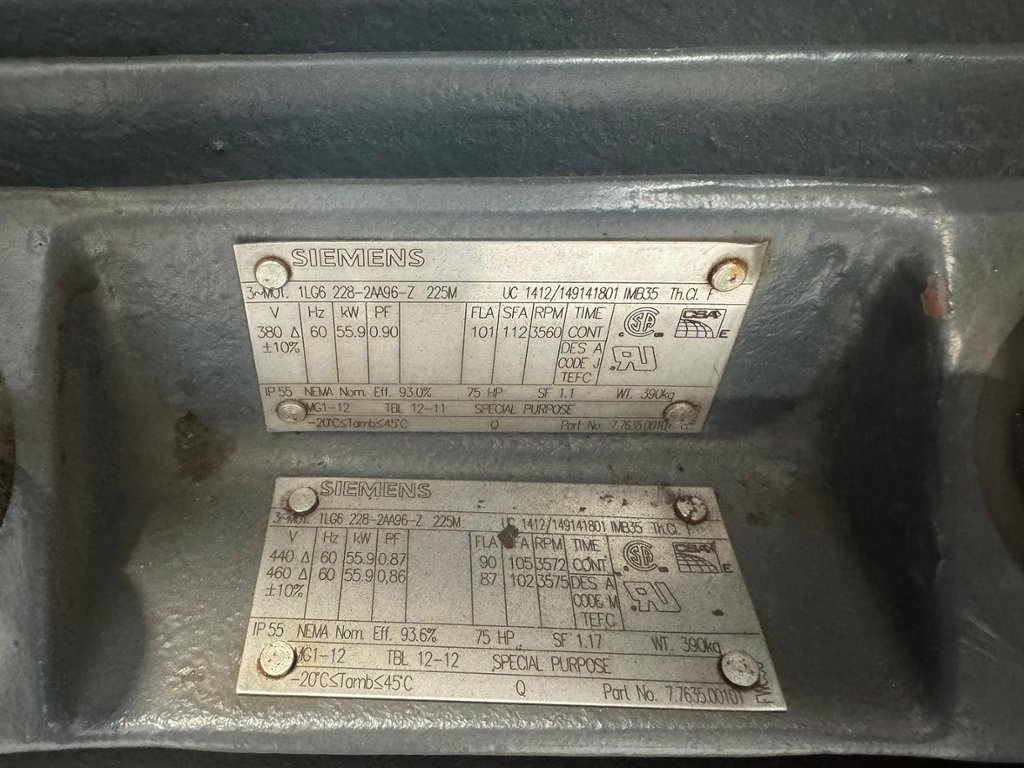 SIEMENS
3~MOT. 1LG6 228-2AA96-Z 225M UC 1412/149141801 IMB35 Th.Cl. F
V Hz kW PF FLA SFA RPM TIME
380 Δ 60 55.9 0.90 101 112 3560 CONT.
±10% DES A
CODE J
TEFC
IP 55 NEMA Nom. Eff. 93.0% 75 HP SF 1.1 WT. 390kg
MG1-12 TBL 12-11 SPECIAL PURPOSE
-20°C≤Tamb≤45°C Q Part. No. 7.7635.00101
SIEMENS
3~MOT. 1LG6 228-2AA96-Z 225M UC 1412/149141801 IMB35 Th.Cl. F
V Hz kW PF FLA SFA RPM TIME
440 Δ 60 55.9 0.87 90 105 3572 CONT.
460 Δ 60 55.9 0.86 87 102 3575 DES A
±10% CODE M
TEFC
IP 55 NEMA Nom. Eff. 93.6% 75 HP SF 1.17 WT. 390kg
MG1-12 TBL 12-12 SPECIAL PURPOSE
-20°C≤Tamb≤45°C Q Part. No. 7.7635.00101